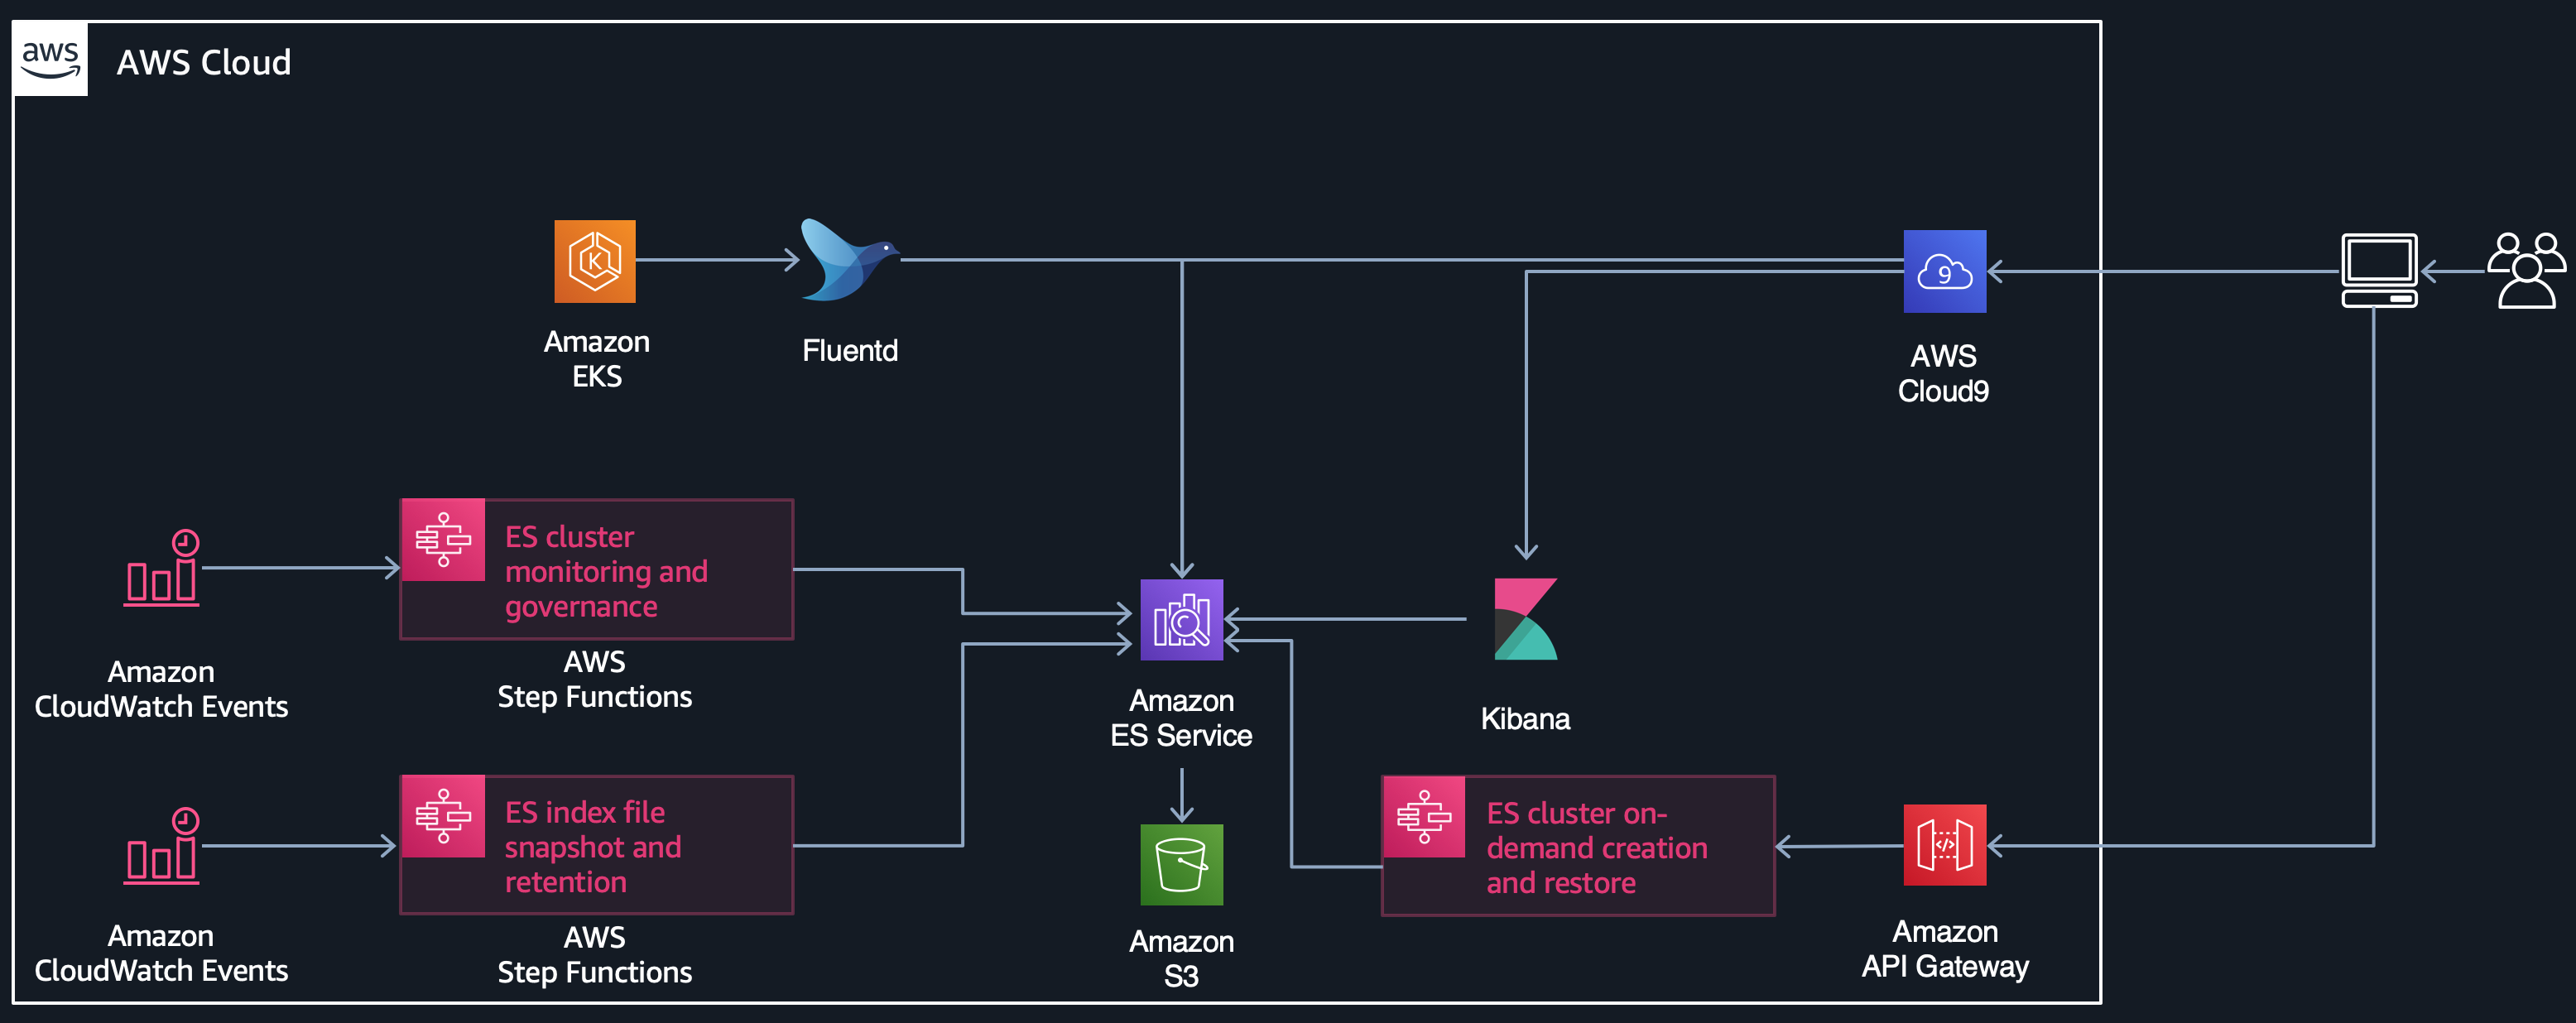 aws
AWS Cloud
Amazon
EKS
Fluentd
9
AWS
Cloud9
K
ES cluster
monitoring and
governance
AWS
Step Functions
Amazon
CloudWatch Events
Amazon
ES Service
Kibana
ES index file
snapshot and
retention
AWS
Step Functions
Amazon
CloudWatch Events
Amazon
S3
ES cluster on-
demand creation
and restore
</>
Amazon
API Gateway